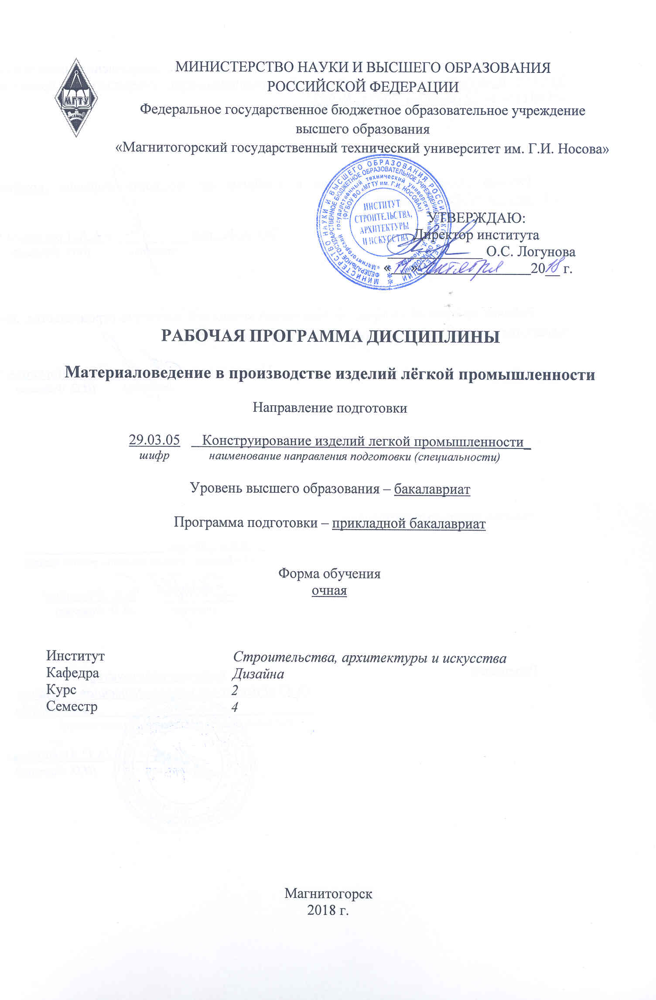 МИНИСТЕРСТВО НАУКИ И ВЫСШЕГО ОБРАЗОВАНИЯ
РОССИЙСКОЙ ФЕДЕРАЦИИ
Федеральное государственное бюджетное образовательное учреждение
высшего образования
«Магнитогорский государственный технический университет им. Г.И. Носова»
МГТУ
МИНИСТЕРСТВО НАУКИ И ВЫСШЕГО ОБРАЗОВАНИЯ РОССИЙСКОЙ ФЕДЕРАЦИИ
ФЕДЕРАЛЬНОЕ ГОСУДАРСТВЕННОЕ БЮДЖЕТНОЕ ОБРАЗОВАТЕЛЬНОЕ УЧРЕЖДЕНИЕ ВЫСШЕГО ОБРАЗОВАНИЯ
«Магнитогорский государственный технический университет им. Г.И. Носова»
(ФГБОУ ВО «МГТУ им. Г.И. НОСОВА»)
ИНСТИТУТ
СТРОИТЕЛЬСТВА,
АРХИТЕКТУРЫ
И ИСКУССТВА
УТВЕРЖДАЮ:
Директор института
О.С. Логунова
« » октября 2018 г.
РАБОЧАЯ ПРОГРАММА ДИСЦИПЛИНЫ
Материаловедение в производстве изделий лёгкой промышленности
Направление подготовки
29.03.05 Конструирование изделий легкой промышленности
шифр наименование направления подготовки (специальности)
Уровень высшего образования – бакалавриат
Программа подготовки – прикладной бакалавриат
Форма обучения
очная
Институт Строительства, архитектуры и искусства
Кафедра Дизайна
Курс 2
Семестр 4
Магнитогорск
2018 г.